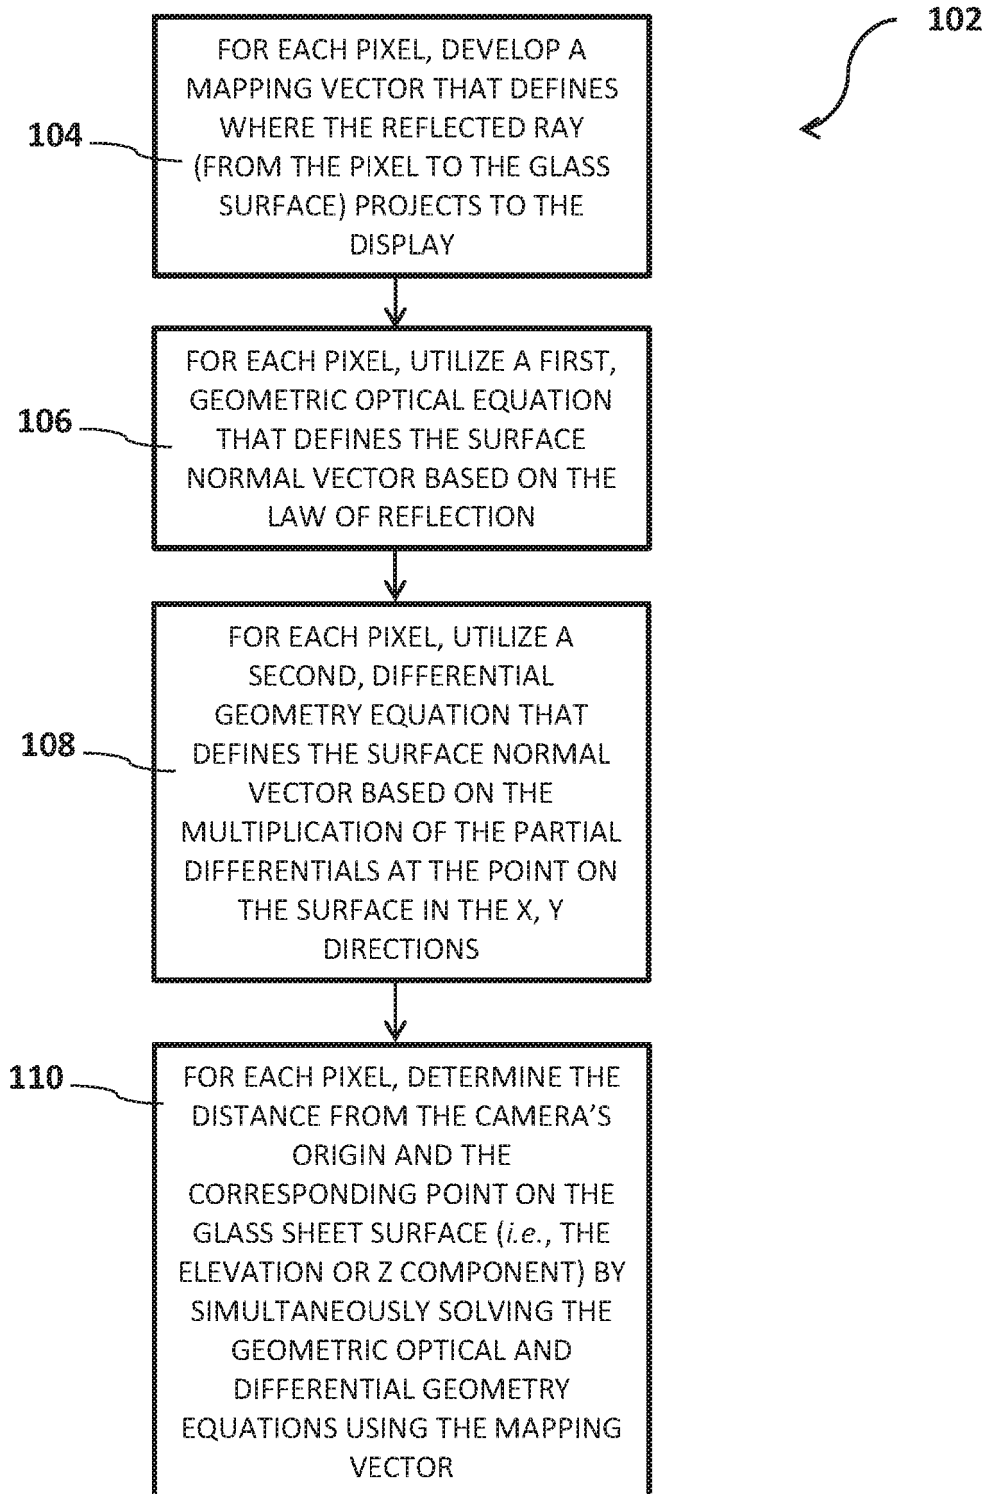 102
104
FOR EACH PIXEL, DEVELOP A
MAPPING VECTOR THAT DEFINES
WHERE THE REFLECTED RAY
(FROM THE PIXEL TO THE GLASS
SURFACE) PROJECTS TO THE
DISPLAY
106
FOR EACH PIXEL, UTILIZE A FIRST,
GEOMETRIC OPTICAL EQUATION
THAT DEFINES THE SURFACE
NORMAL VECTOR BASED ON THE
LAW OF REFLECTION
108
FOR EACH PIXEL, UTILIZE A
SECOND, DIFFERENTIAL
GEOMETRY EQUATION THAT
DEFINES THE SURFACE NORMAL
VECTOR BASED ON THE
MULTIPLICATION OF THE PARTIAL
DIFFERENTIALS AT THE POINT ON
THE SURFACE IN THE X, Y
DIRECTIONS
110
FOR EACH PIXEL, DETERMINE THE
DISTANCE FROM THE CAMERA'S
ORIGIN AND THE
CORRESPONDING POINT ON THE
GLASS SHEET SURFACE (i.e., THE
ELEVATION OR Z COMPONENT) BY
SIMULTANEOUSLY SOLVING THE
GEOMETRIC OPTICAL AND
DIFFERENTIAL GEOMETRY
EQUATIONS USING THE MAPPING
VECTOR